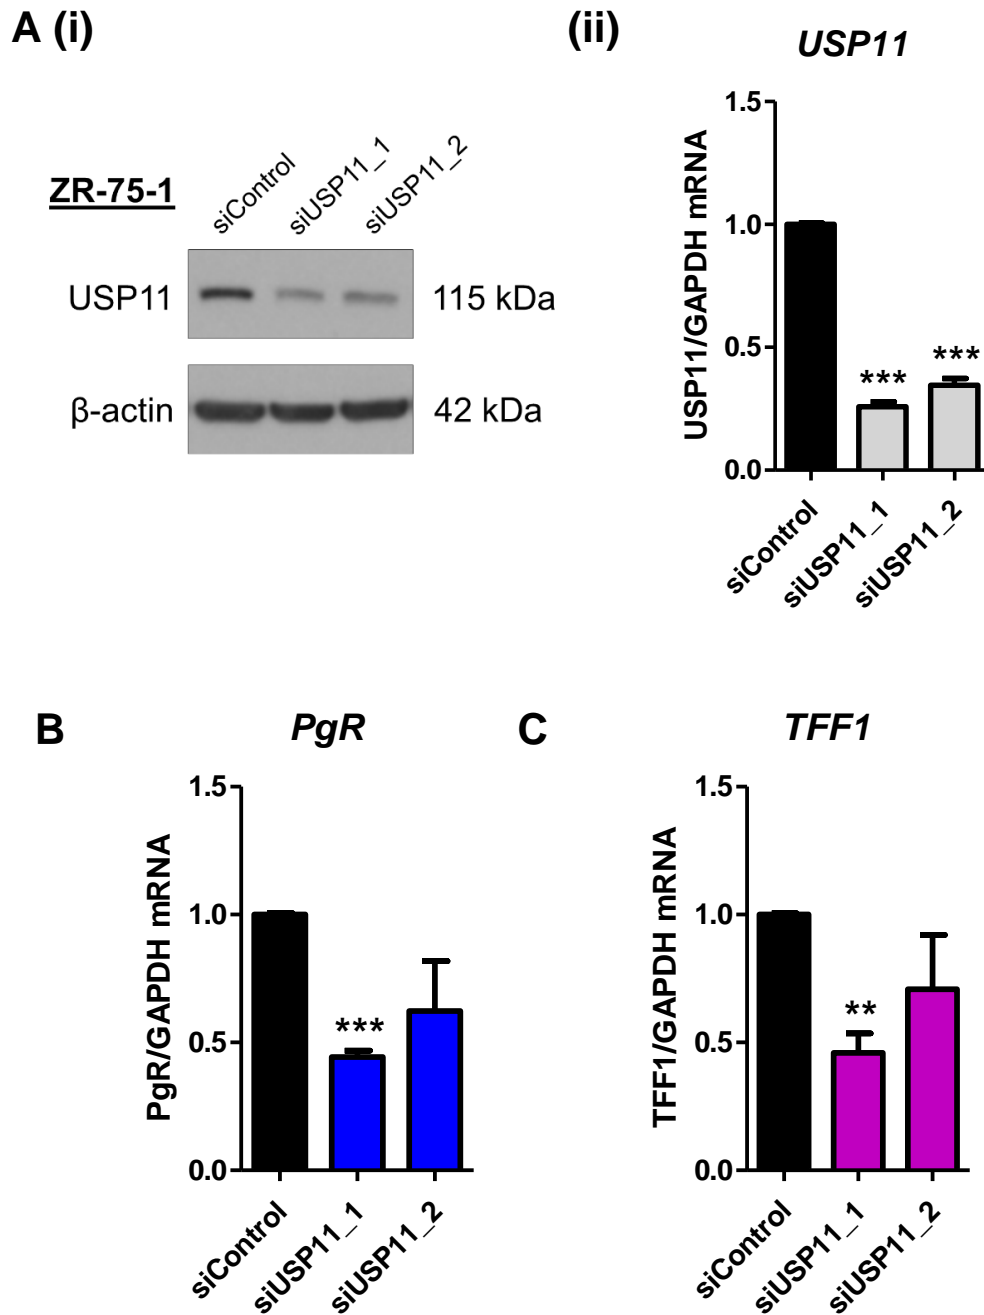 A (i)
ZR-75-1
siControl
siUSP11_1
siUSP11_2
USP11
115 kDa
β-actin
42 kDa
(ii)
USP11
USP11/GAPDH mRNA
1.5
1.0
0.5
0.0
***
***
siControl
siUSP11_1
siUSP11_2
B
PgR
PgR/GAPDH mRNA
1.5
1.0
0.5
0.0
***
siControl
siUSP11_1
siUSP11_2
C
TFF1
TFF1/GAPDH mRNA
1.5
1.0
0.5
0.0
**
siControl
siUSP11_1
siUSP11_2